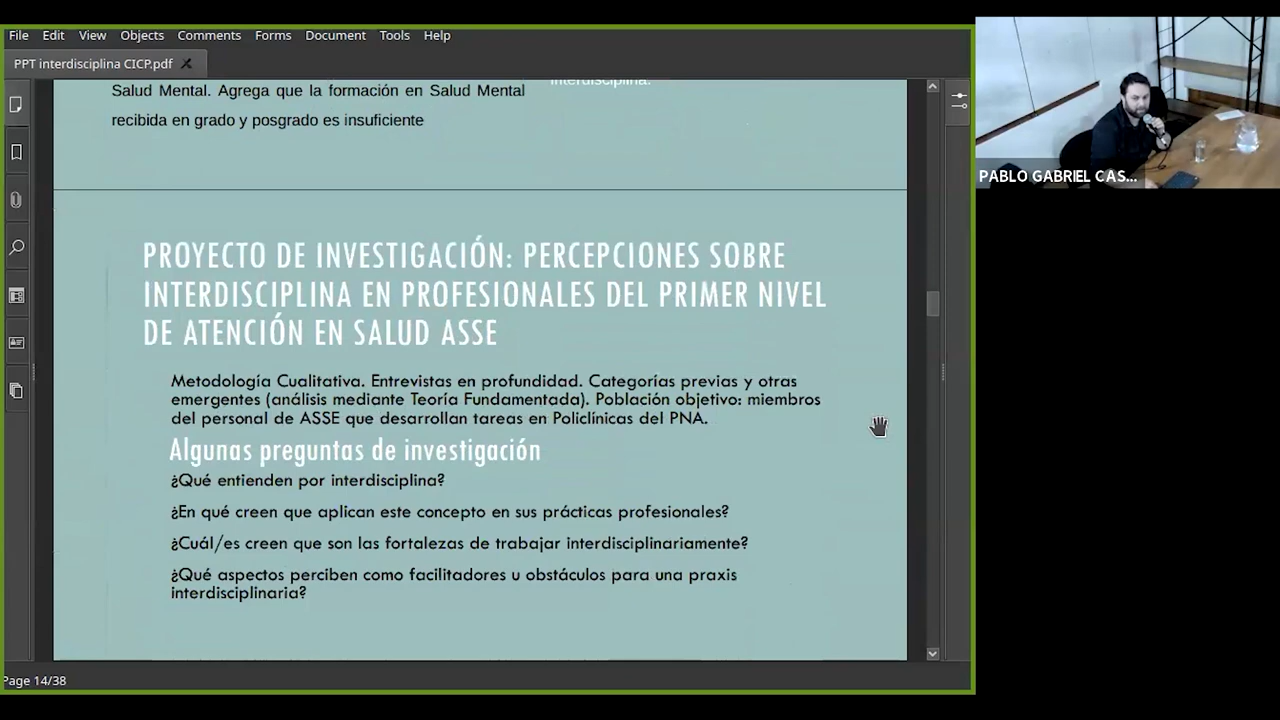 File Edit View Objects Comments Forms Document Tools Help
PPT interdisciplina CICP.pdf
interdisciplina.
Salud Mental. Agrega que la formación en Salud Mental
recibida en grado y posgrado es insuficiente
PROYECTO DE INVESTIGACIÓN: PERCEPCIONES SOBRE
INTERDISCIPLINA EN PROFESIONALES DEL PRIMER NIVEL
DE ATENCIÓN EN SALUD ASSE
Metodología Cualitativa. Entrevistas en profundidad. Categorías previas y otras
emergentes (análisis mediante Teoría Fundamentada). Población objetivo: miembros
del personal de ASSE que desarrollan tareas en Policlínicas del PNA.
Algunas preguntas de investigación
¿Qué entienden por interdisciplina?
¿En qué creen que aplican este concepto en sus prácticas profesionales?
¿Cuál/es creen que son las fortalezas de trabajar interdisciplinariamente?
¿Qué aspectos perciben como facilitadores u obstáculos para una praxis
interdisciplinaria?
Page 14/38
PABLO GABRIEL CAS...